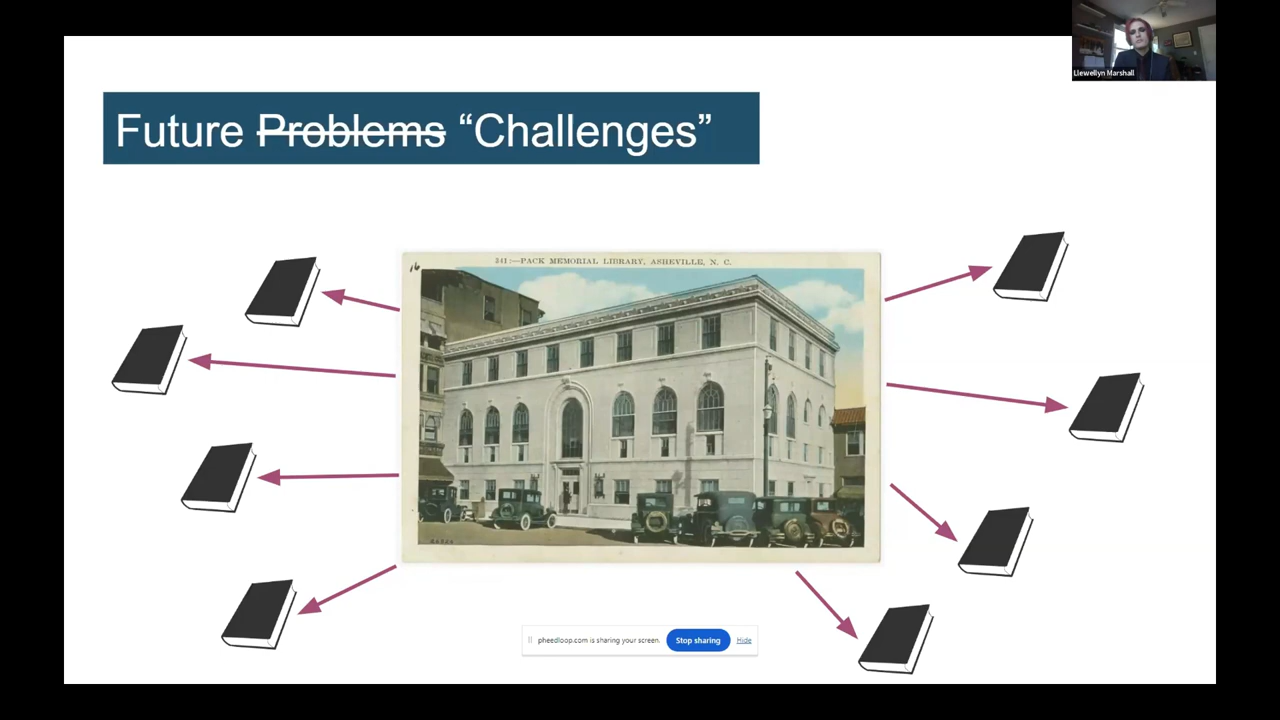 Llewellyn Marshall
Future Problems “Challenges”
16
341:—PACK MEMORIAL LIBRARY, ASHEVILLE, N. C.
pheedloop.com is sharing your screen.
Stop sharing
Hide